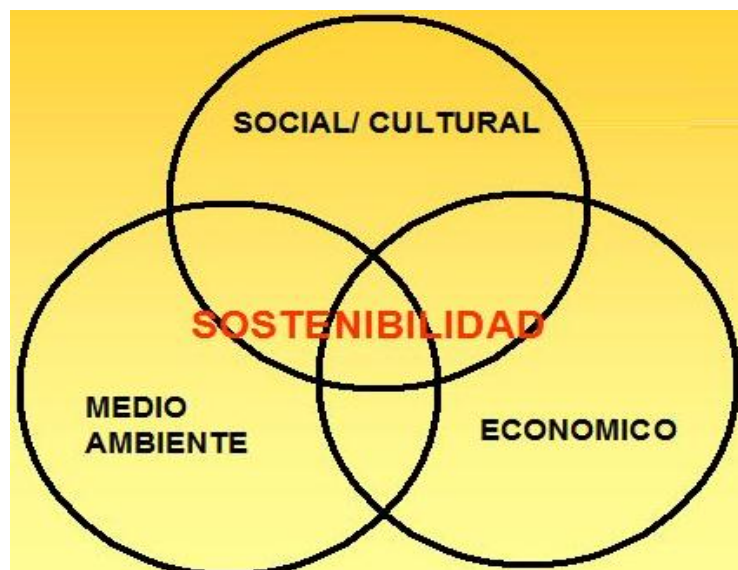 SOCIAL/ CULTURAL
SOSTENIBILIDAD
MEDIO
AMBIENTE
ECONOMICO